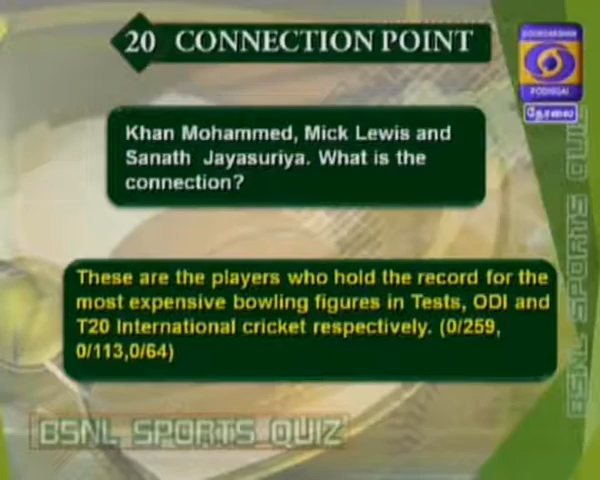 20 CONNECTION POINT
DOORDARSHAN
PODHIGAI
நேரலை
Khan Mohammed, Mick Lewis and
Sanath Jayasuriya. What is the
connection?
These are the players who hold the record for the
most expensive bowling figures in Tests, ODI and
T20 International cricket respectively. (0/259,
0/113,0/64)
BSNL SPORTS QUIZ
BSNL SPORTS QUIZ